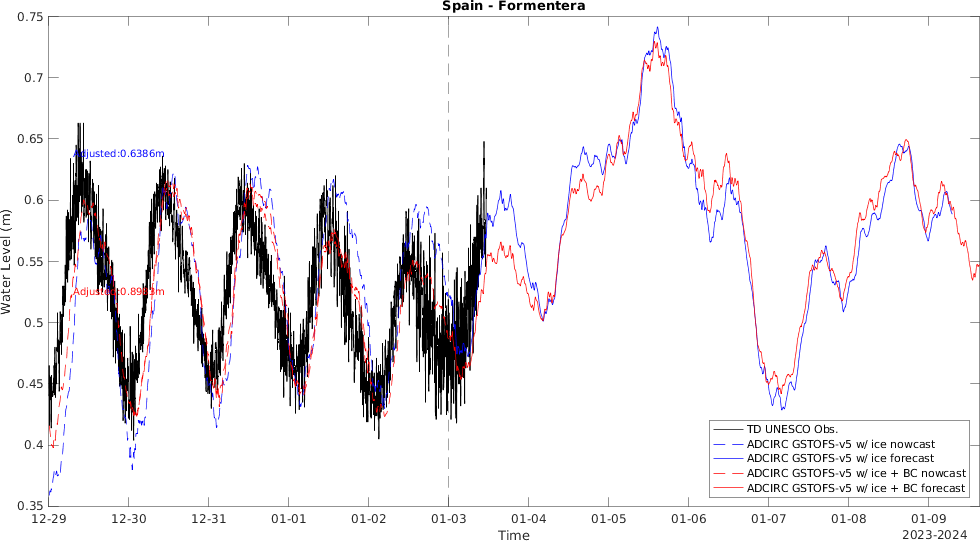 Spain - Formentera
0.75
0.7
0.65
0.6
0.55
0.5
0.45
0.4
0.35
Water Level (m)
Adjusted:0.6386m
12-29
12-30
12-31
01-01
01-02
01-03
01-04
01-05
01-06
01-07
01-08
01-09
Time
2023-2024
TD UNESCO Obs.
ADCIRC GSTOFS-v5 w/ ice nowcast
ADCIRC GSTOFS-v5 w/ ice forecast
ADCIRC GSTOFS-v5 w/ ice + BC nowcast
ADCIRC GSTOFS-v5 w/ ice + BC forecast